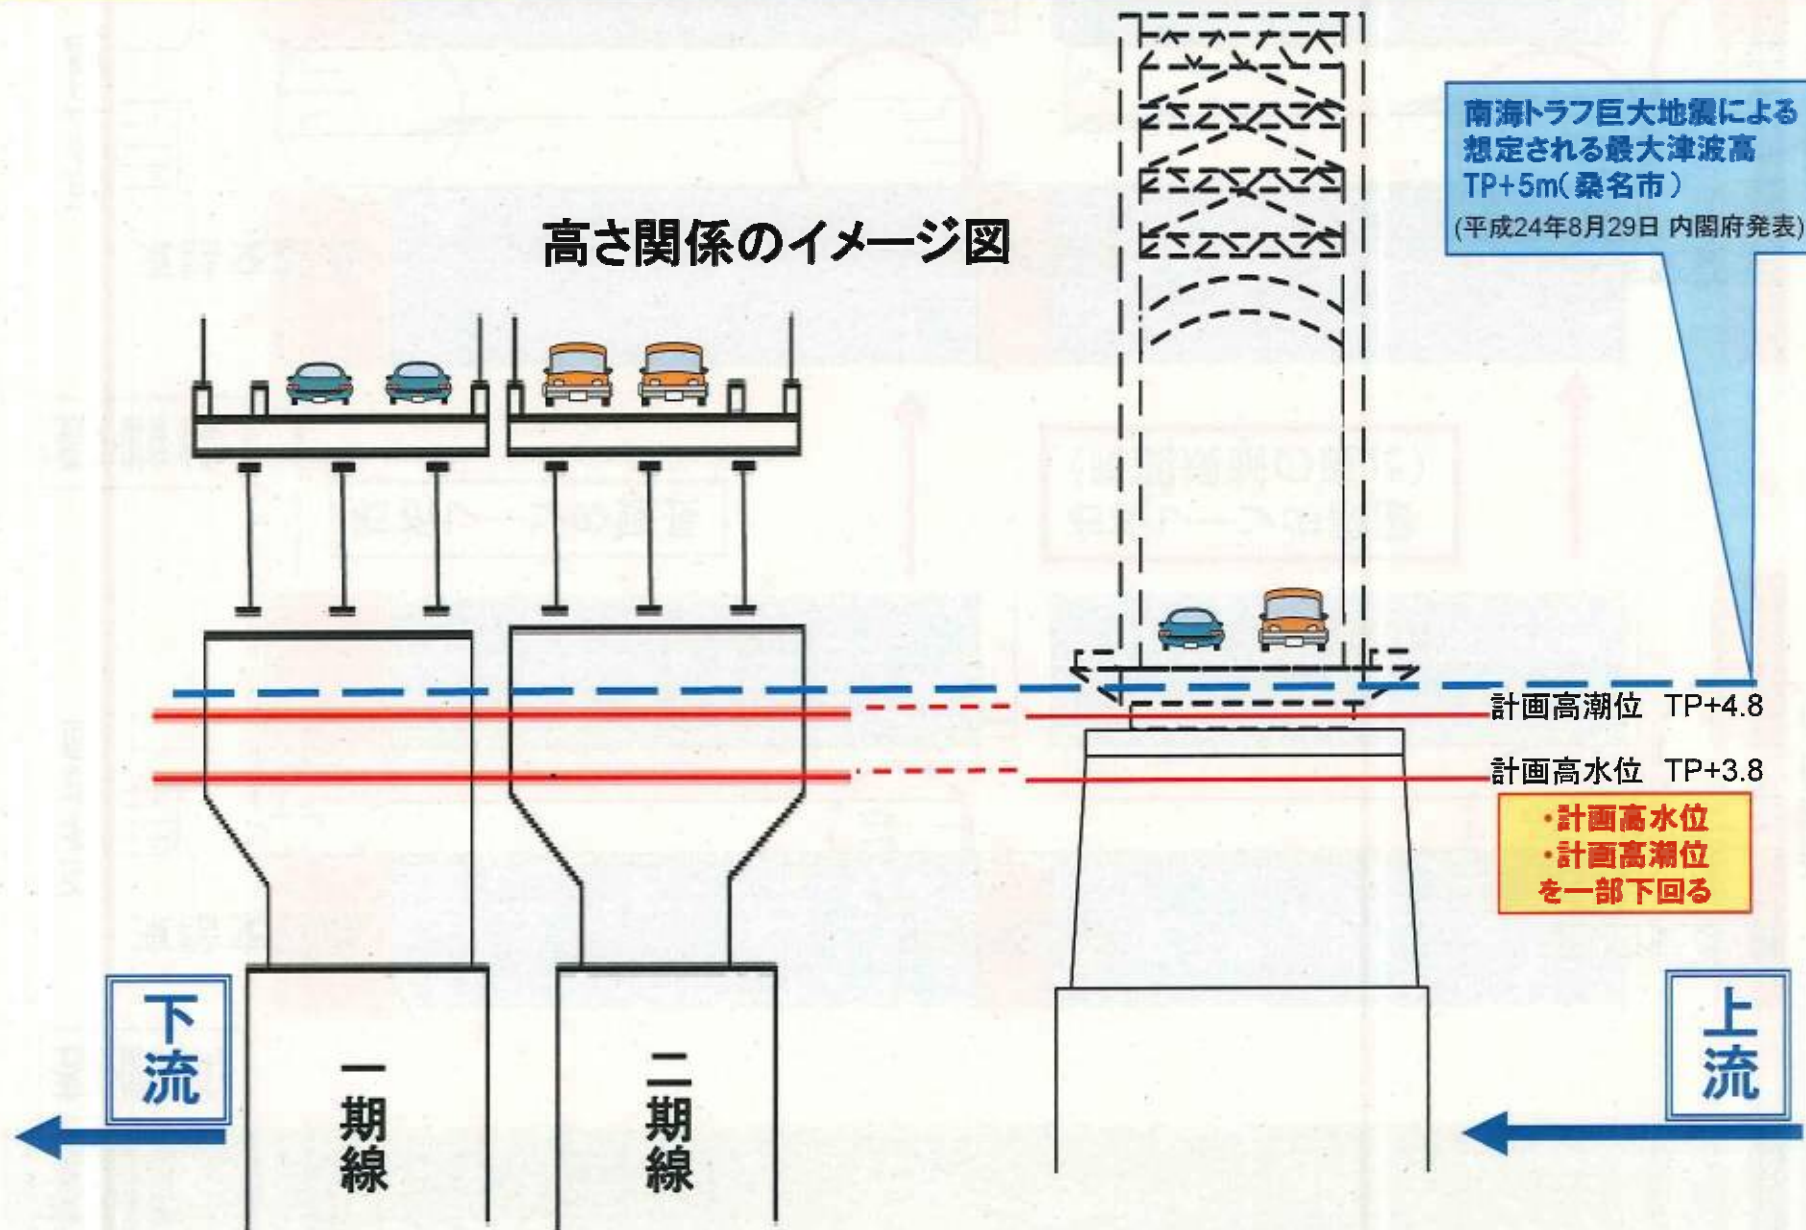 南海トラフ巨大地震による
想定される最大津波高
TP+5m(桑名市)
(平成24年8月29日 内閣府発表)
高さ関係のイメージ図
計画高潮位 TP+4.8
計画高水位 TP+3.8
・計画高水位
・計画高潮位
を一部下回る
下流
上流
一期線
二期線